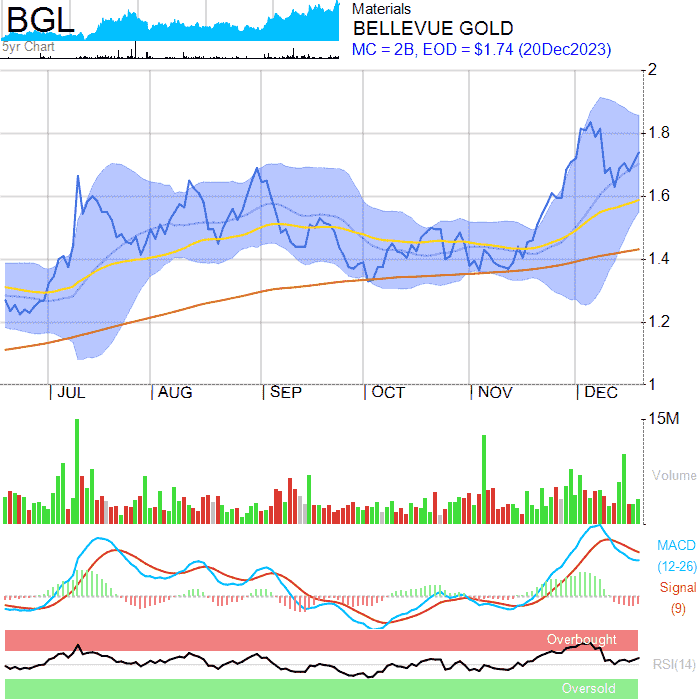 BGL
5yr Chart
Materials
BELLEVUE GOLD
MC = 2B, EOD = $1.74 (20Dec2023)
2
1.8
1.6
1.4
1.2
1
JUL AUG SEP OCT NOV DEC
15M
Volume
MACD
(12-26)
Signal
(9)
Overbought
RSI(14)
Oversold